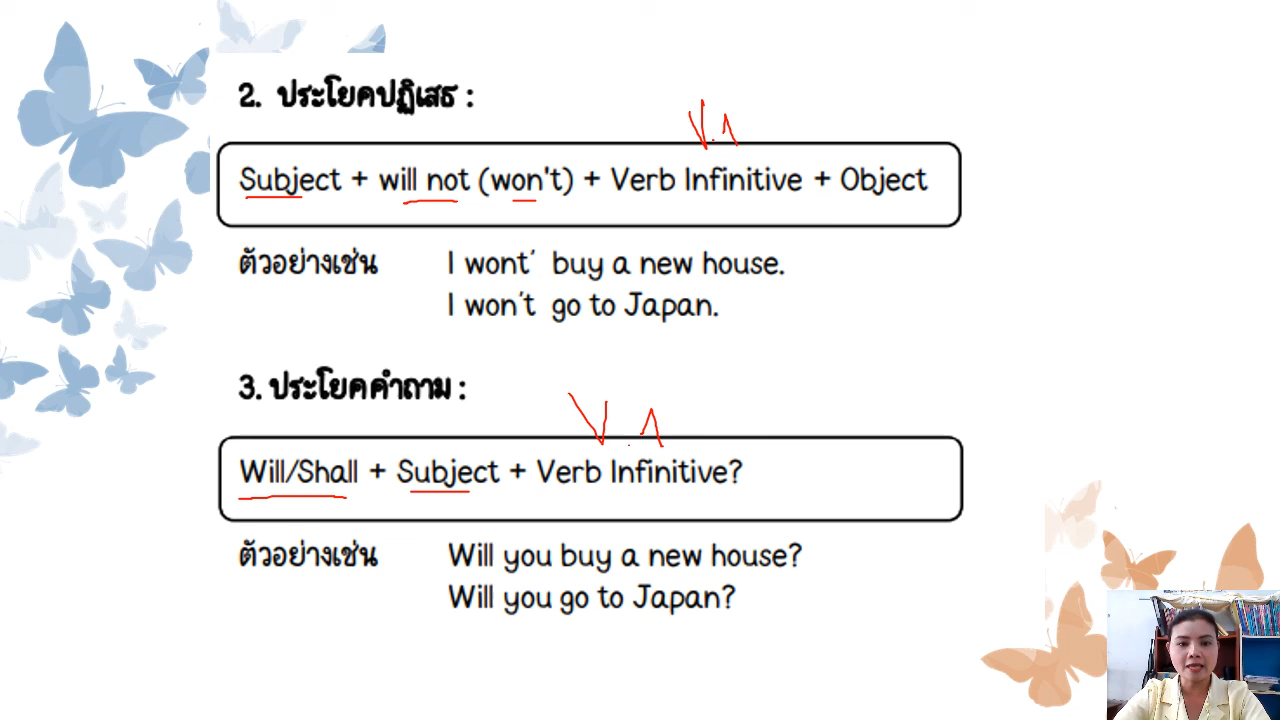 2. ประโยคปฏิเสธ :
V.1
Subject + will not (won't) + Verb Infinitive + Object
ตัวอย่างเช่น I wont' buy a new house.
I won't go to Japan.
3. ประโยคคำถาม :
V.1
Will/Shall + Subject + Verb Infinitive?
ตัวอย่างเช่น Will you buy a new house?
Will you go to Japan?